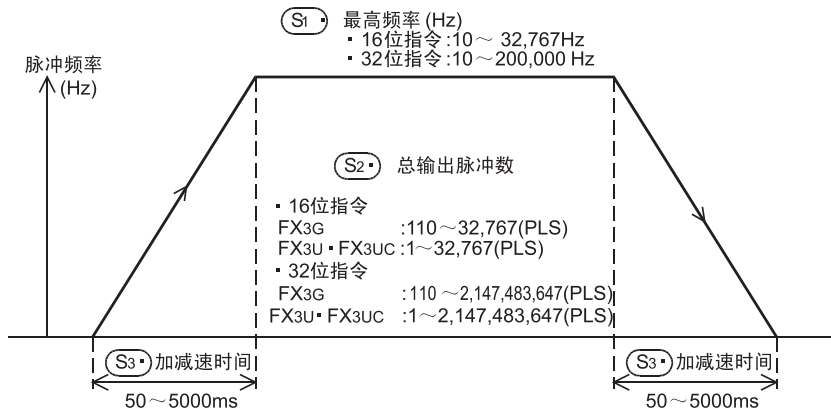 S1・ 最高频率 (Hz)
・ 16位指令 :10～ 32,767Hz
・ 32位指令 :10～200,000 Hz
脉冲频率
(Hz)
S2・ 总输出脉冲数
・ 16位指令
FX3G :110 ～32,767(PLS)
FX3U・FX3UC :1～32,767(PLS)
・ 32位指令
FX3G :110 ～2,147,483,647(PLS)
FX3U・FX3UC :1～2,147,483,647(PLS)
S3・ 加减速时间
50～5000ms
S3・ 加减速时间
50～5000ms